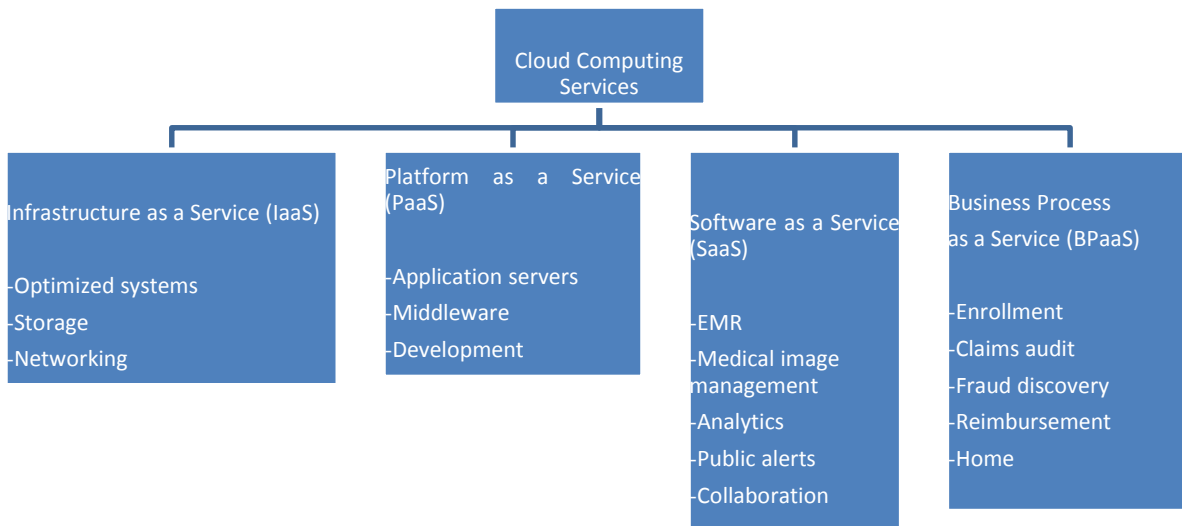 Cloud Computing
Services
Infrastructure as a Service (IaaS)
-Optimized systems
-Storage
-Networking
Platform as a Service
(PaaS)
-Application servers
-Middleware
-Development
Software as a Service
(SaaS)
-EMR
-Medical image
management
-Analytics
-Public alerts
-Collaboration
Business Process
as a Service (BPaaS)
-Enrollment
-Claims audit
-Fraud discovery
-Reimbursement
-Home